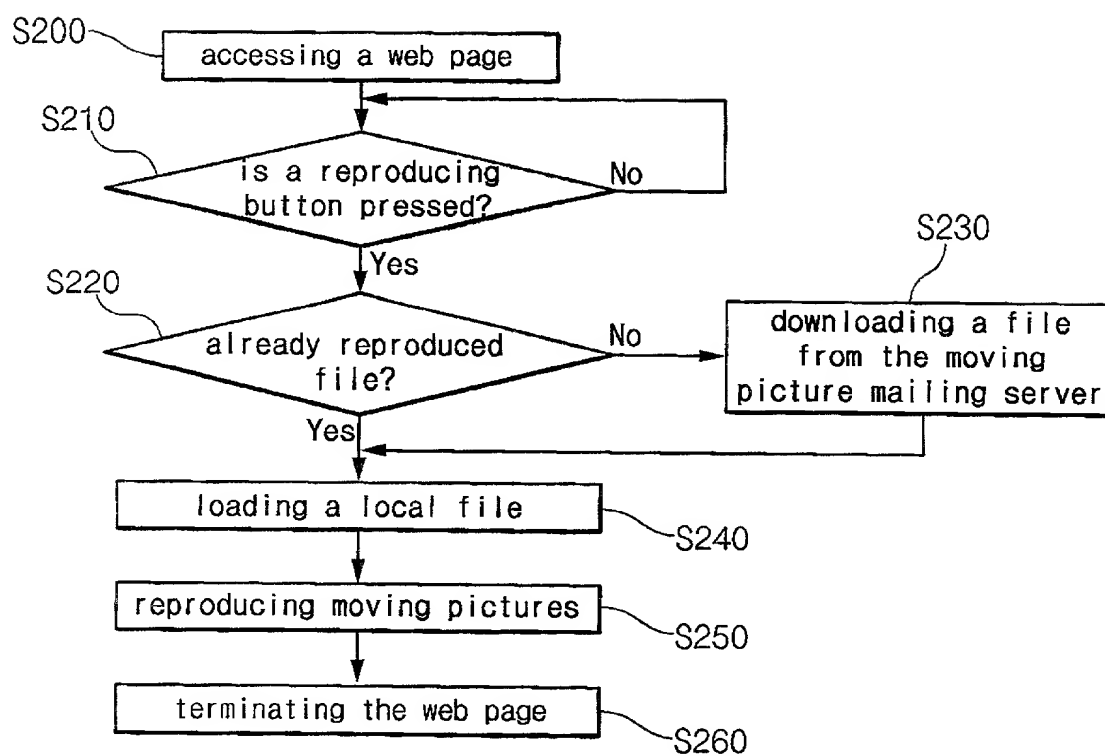 S200
accessing a web page
S210
is a reproducing
button pressed?
No
Yes
S220
already reproduced
file?
No
S230
downloading a file
from the moving
picture mailing server
Yes
loading a local file
S240
reproducing moving pictures
S250
terminating the web page
S260